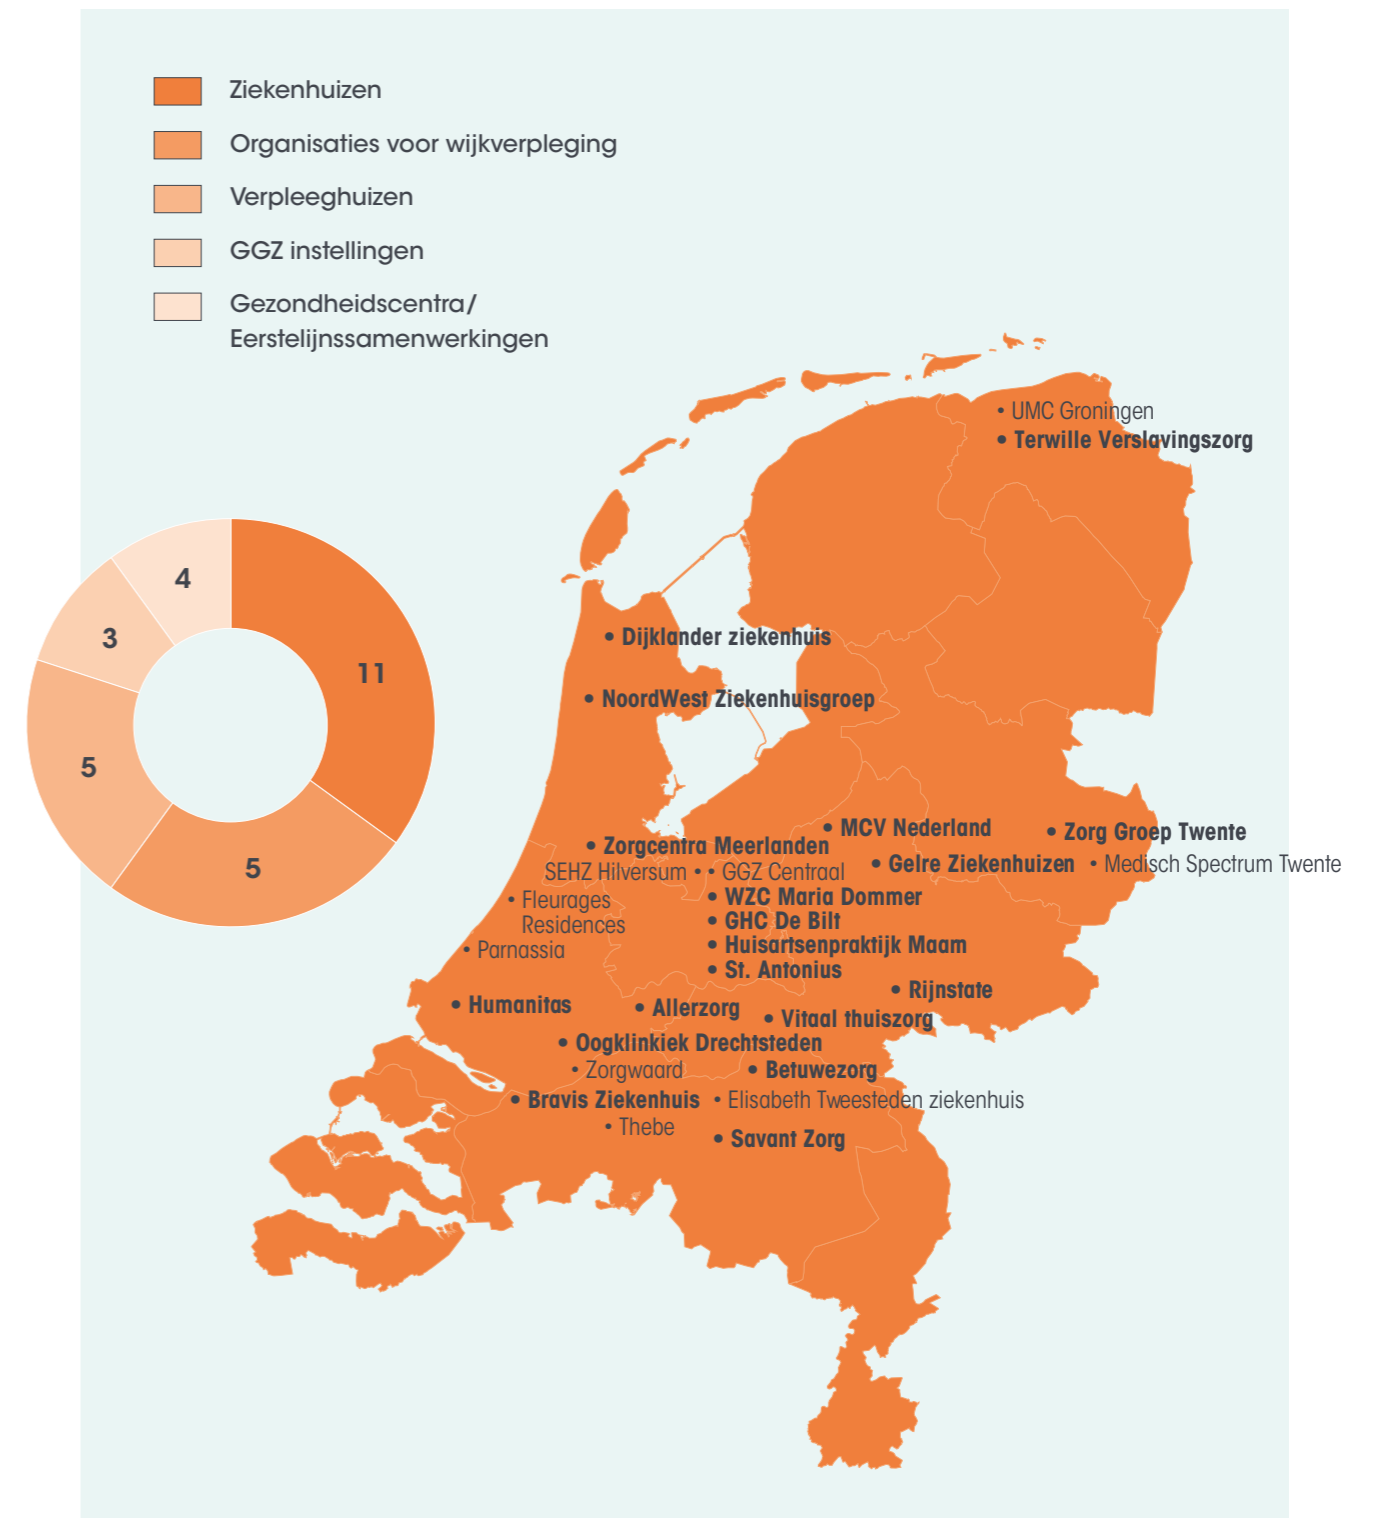 Ziekenhuizen
Organisaties voor wijkverpleging
Verpleeghuizen
GGZ instellingen
Gezondheidscentra/
Eerstelijnssamenwerkingen
4
3
11
5
5
• UMC Groningen
• Terwille Verslavingszorg
• Dijklander ziekenhuis
• NoordWest Ziekenhuisgroep
• MCV Nederland
• Zorg Groep Twente
• Zorgcentra Meerlanden
• Gelre Ziekenhuizen
• Medisch Spectrum Twente
SEHZ Hilversum •
• GGZ Centraal
• WZC Maria Dommer
• Fleurages
Residences
• GHC De Bilt
• Huisartsenpraktijk Maam
• Parnassia
• St. Antonius
• Rijnstate
• Humanitas
• Allerzorg
• Vitaal thuiszorg
• Oogklinkiek Drechtsteden
• Zorgwaard
• Betuwezorg
• Bravis Ziekenhuis
• Elisabeth Tweesteden ziekenhuis
• Thebe
• Savant Zorg